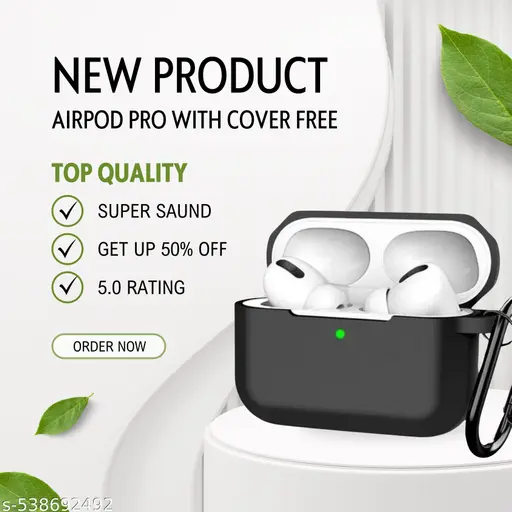 NEW PRODUCT
AIRPOD PRO WITH COVER FREE
TOP QUALITY
SUPER SAUND
GET UP 50% OFF
5.0 RATING
ORDER NOW
s-538692492